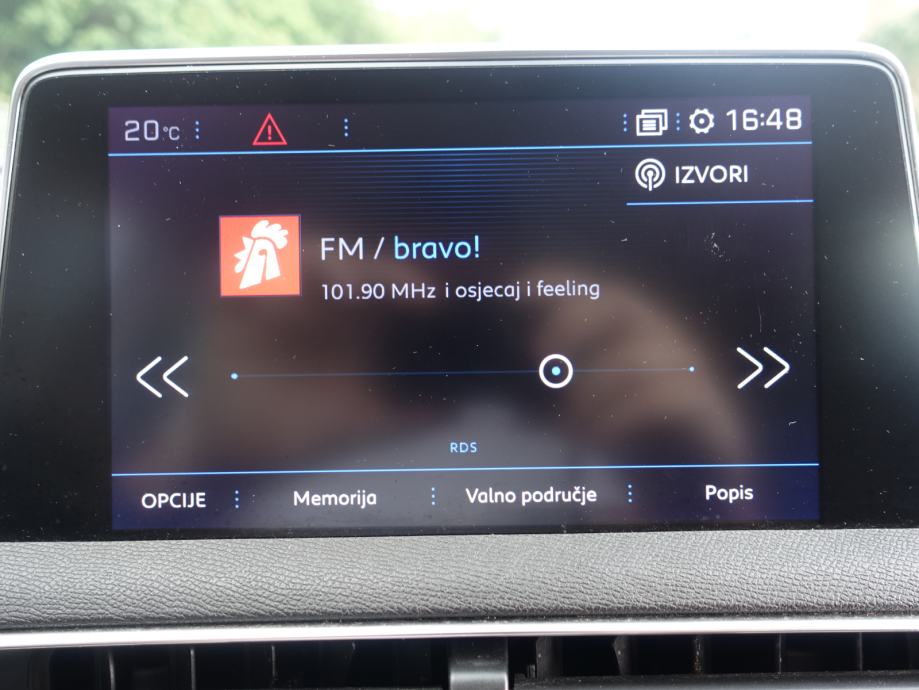 20°C 16:48
IZVORI
FM / bravo!
101.90 MHz i osjecaj i feeling
RDS
OPCIJE Memorija Valno područje Popis